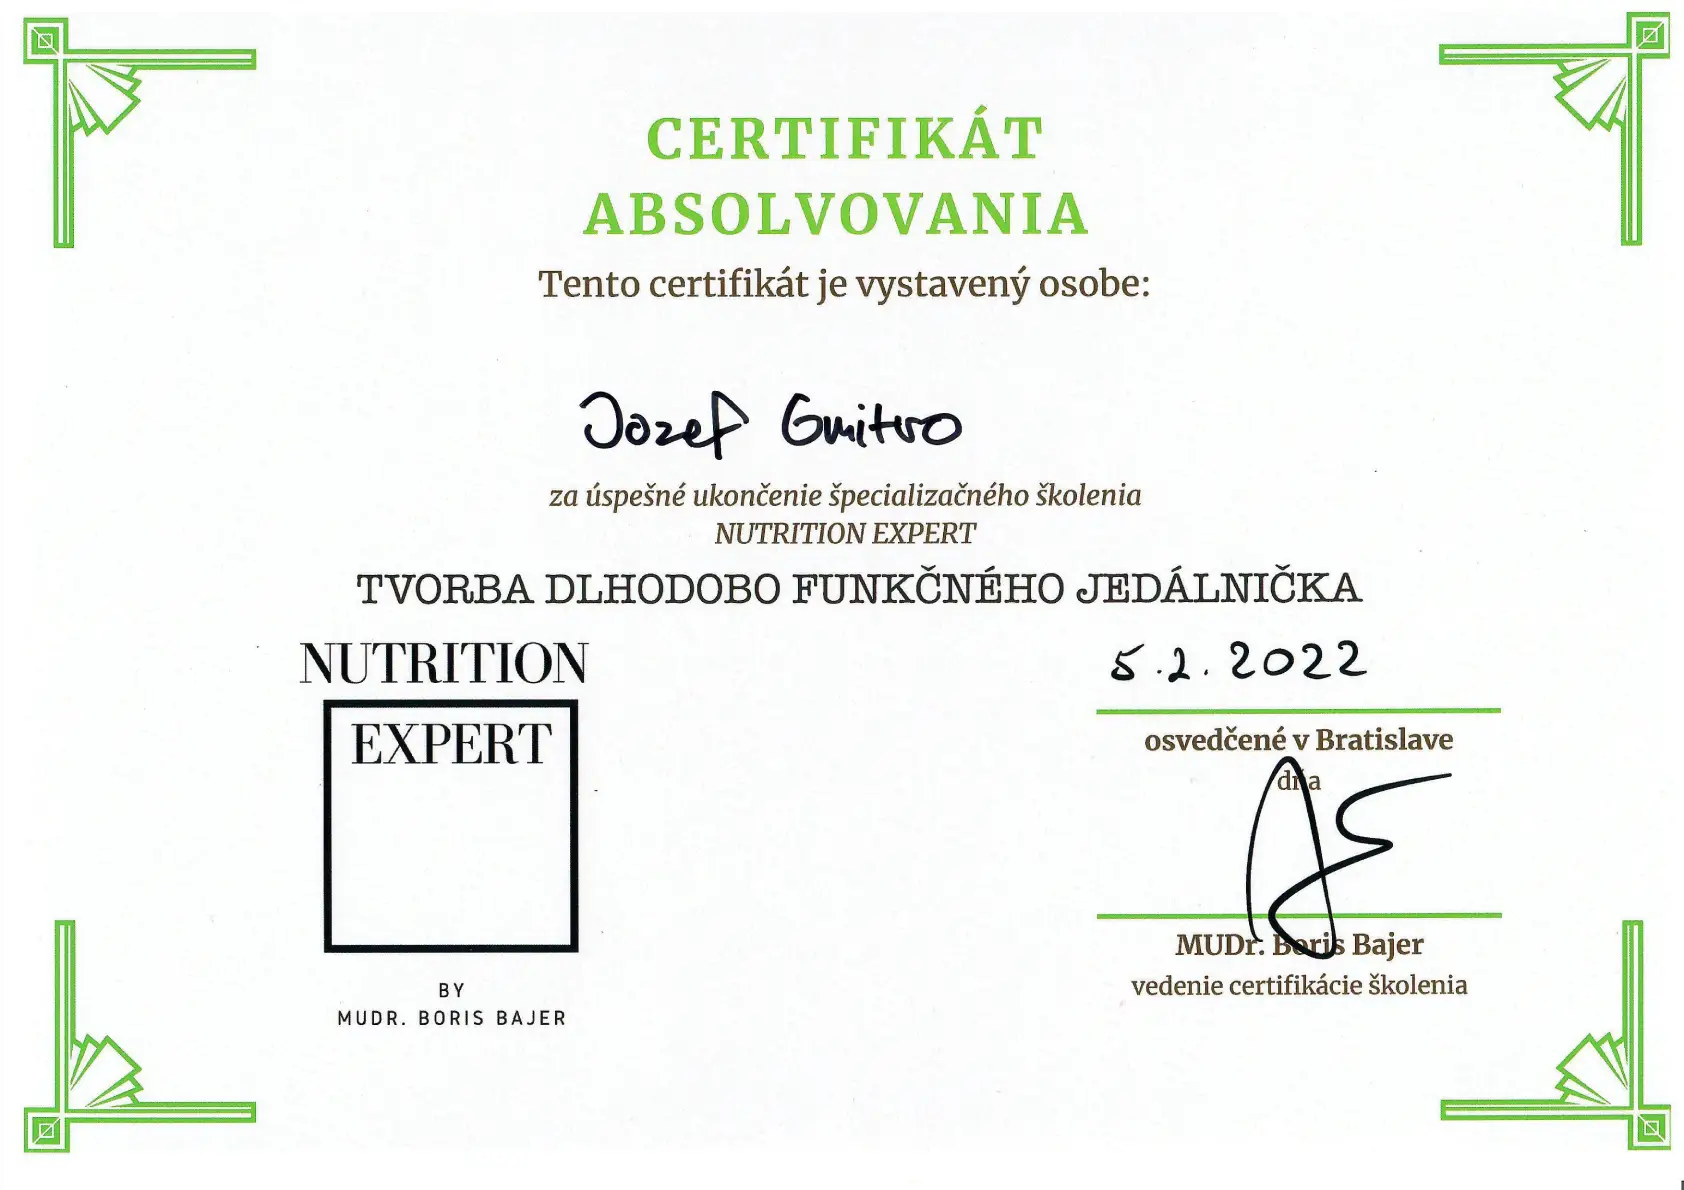 CERTIFIKÁT
ABSOLVOVANIA
Tento certifikát je vystavený osobe:
Jozef Gmitro
za úspešné ukončenie špecializačného školenia
NUTRITION EXPERT
TVORBA DLHODOBO FUNKČNÉHO JEDÁLNIČKA
NUTRITION
EXPERT
BY
MUDR. BORIS BAJER
5.2.2022
osvedčené v Bratislave
dňa
MUDr. Boris Bajer
vedenie certifikácie školenia